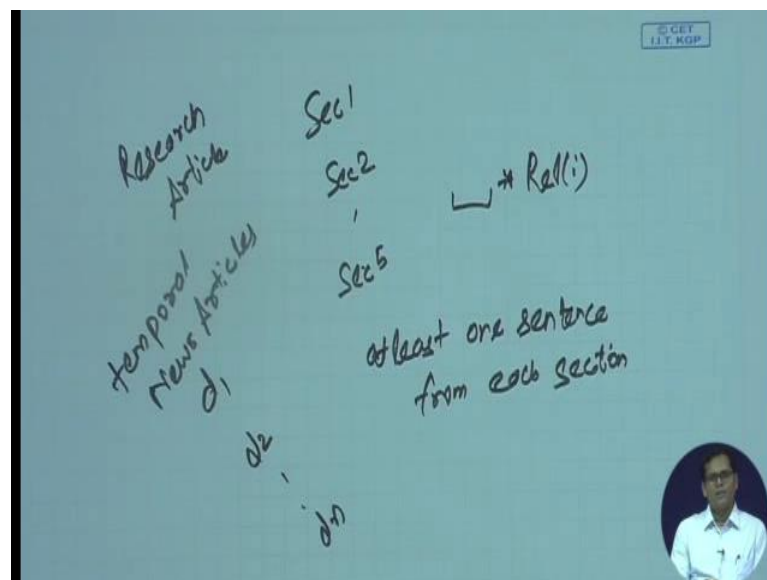 © CET
I.I.T. KGP
Research
Article
Sec1
Sec2
,
Sec5
* Rel(i)
temporal
news Articles
d1
d2
dn
atleast one sentence
from each section